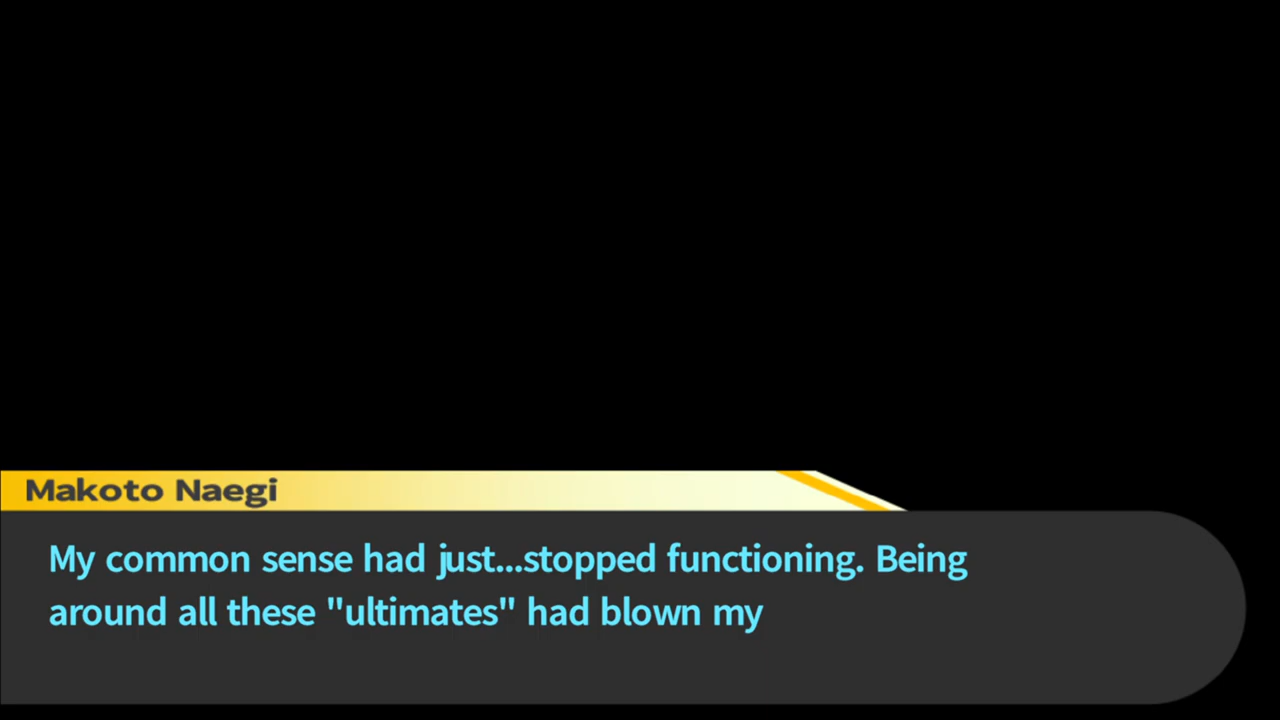 Makoto Naegi
My common sense had just...stopped functioning. Being
around all these "ultimates" had blown my